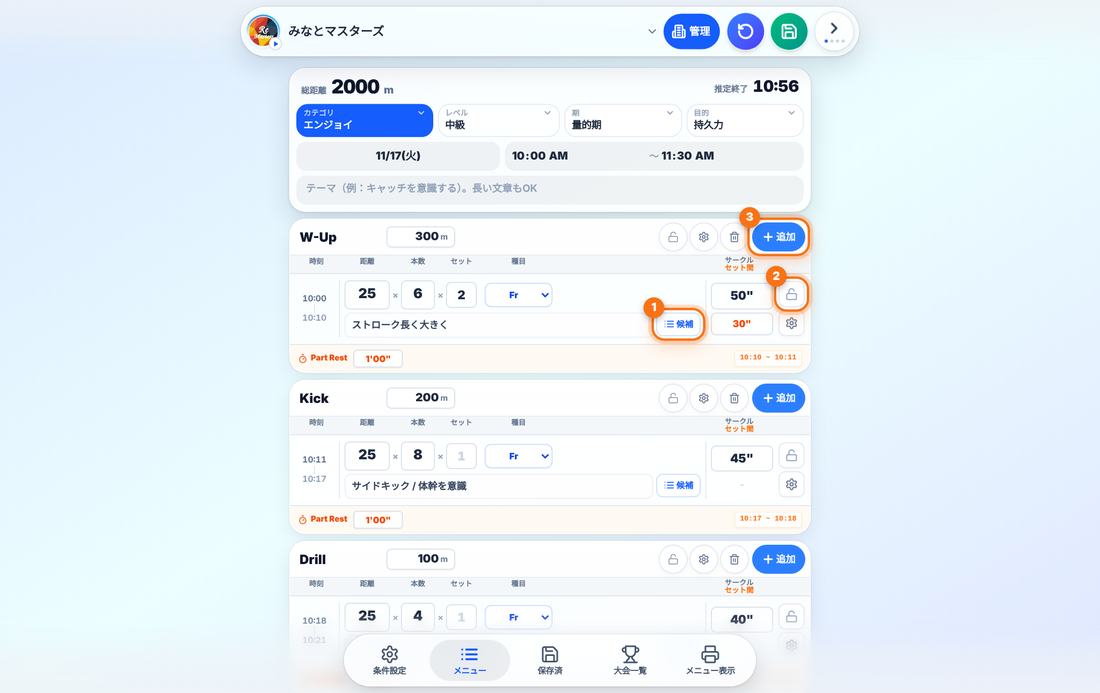 みなとマスターズ
管理
総距離 2000 m
推定終了 10:56
カテゴリ
エンジョイ
レベル
中級
期
量的期
目的
持久力
11/17(火)
10:00 AM
～ 11:30 AM
テーマ（例：キャッチを意識する）。長い文章もOK
3
W-Up 300 m + 追加
時刻 距離 本数 セット 種目 サークル
セット間
2
10:00 25 × 6 × 2 Fr 50"
10:10
1
ストローク長く大きく 候補 30"
Part Rest 1'00" 10:10 ~ 10:11
Kick 200 m + 追加
時刻 距離 本数 セット 種目 サークル
セット間
10:11 25 × 8 × 1 Fr 45"
10:17
サイドキック / 体幹を意識 候補 -
Part Rest 1'00" 10:17 ~ 10:18
Drill 100 m + 追加
時刻 距離 本数 セット 種目 サークル
セット間
10:18 25 × 4 × 1 Fr 40"
10:21
条件設定 メニュー 保存済 大会一覧 メニュー表示